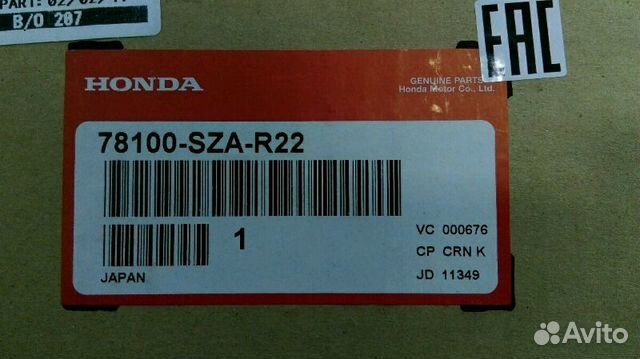 B/O 207
EAC
HONDA
GENUINE PARTS
Honda Motor Co., Ltd.
78100-SZA-R22
1
JAPAN
VC 000676
CP CRN K
JD 11349
Avito